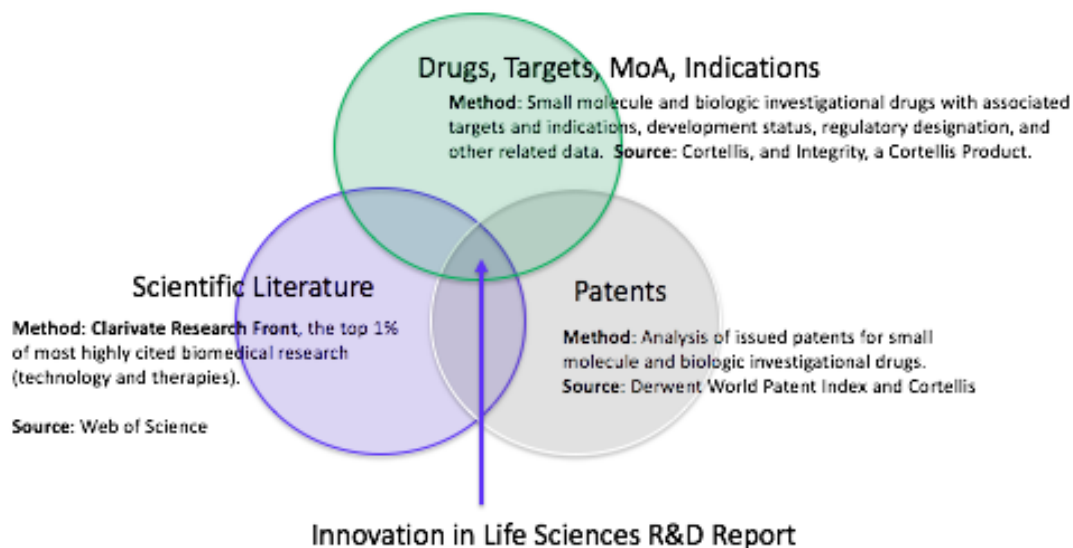 Drugs, Targets, MoA, Indications
Method: Small molecule and biologic investigational drugs with associated
targets and indications, development status, regulatory designation, and
other related data. Source: Cortellis, and Integrity, a Cortellis Product.
Scientific Literature
Method: Clarivate Research Front, the top 1%
of most highly cited biomedical research
(technology and therapies).
Source: Web of Science
Patents
Method: Analysis of issued patents for small
molecule and biologic investigational drugs.
Source: Derwent World Patent Index and Cortellis
Innovation in Life Sciences R&D Report